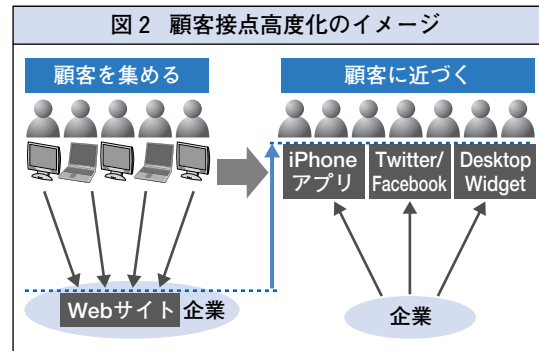 図2 顧客接点高度化のイメージ
顧客を集める
Webサイト 企業
顧客に近づく
iPhone
アプリ
Twitter/
Facebook
Desktop
Widget
企業